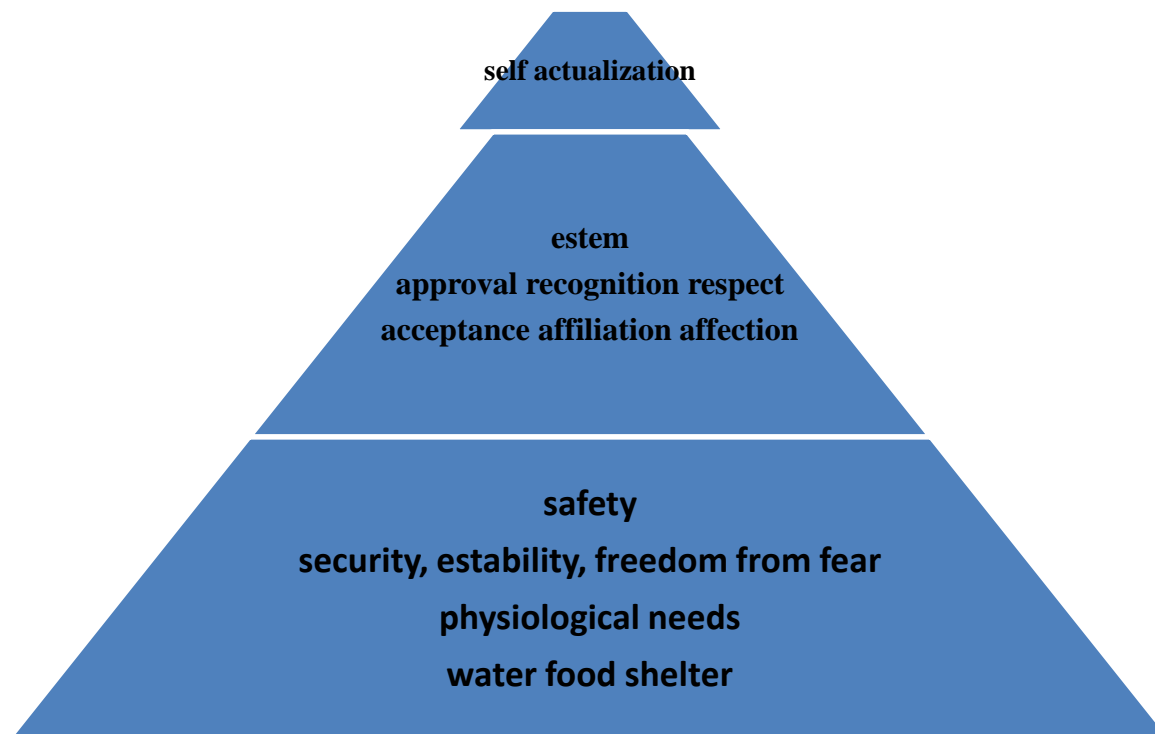 self actualization
estem
approval recognition respect
acceptance affiliation affection
safety
security, estability, freedom from fear
physiological needs
water food shelter